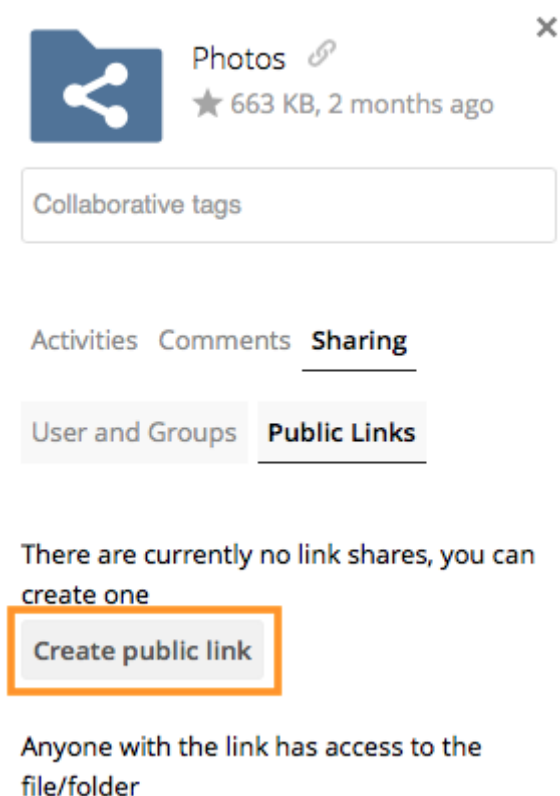 Photos
663 KB, 2 months ago
Collaborative tags
Activities Comments Sharing
User and Groups Public Links
There are currently no link shares, you can
create one
Create public link
Anyone with the link has access to the
file/folder